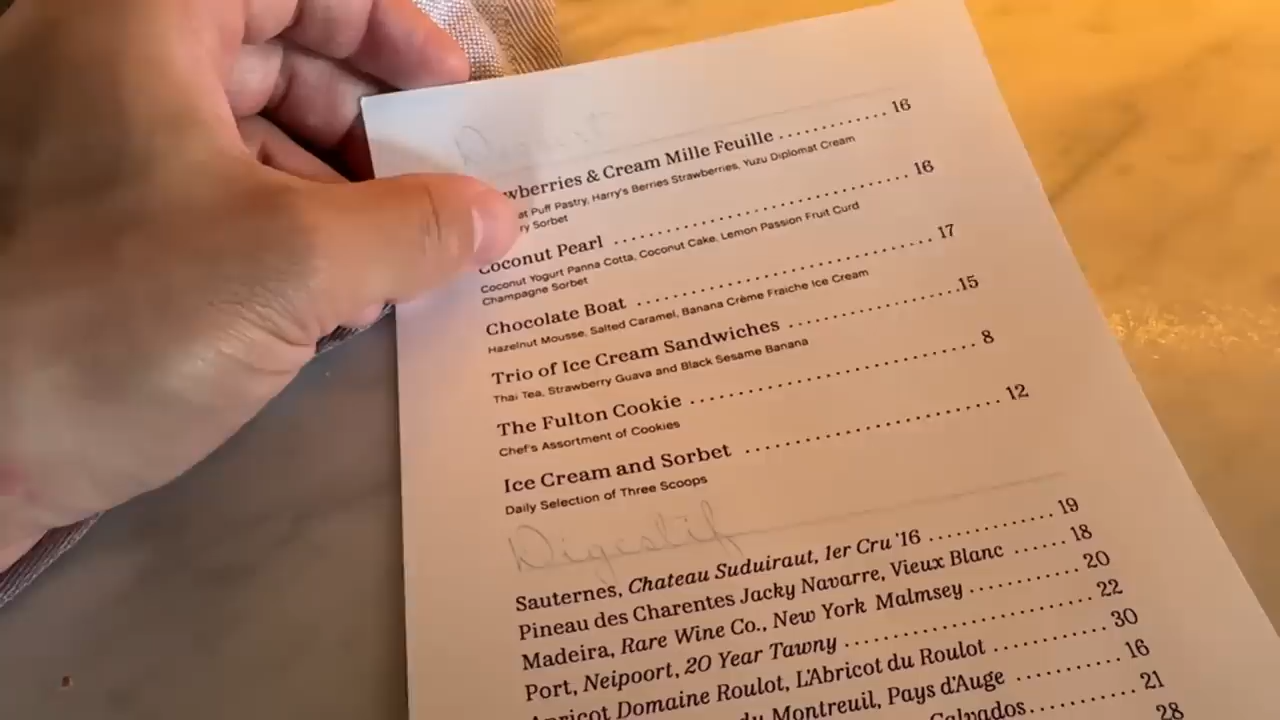 wberries & Cream Mille Feuille ............ 16
at Puff Pastry, Harry's Berries Strawberries, Yuzu Diplomat Cream
ry Sorbet
Coconut Pearl ........................................ 16
Coconut Yogurt Panna Cotta, Coconut Cake, Lemon Passion Fruit Curd
Champagne Sorbet
Chocolate Boat ........................................ 17
Hazelnut Mousse, Salted Caramel, Banana Crème Fraiche Ice Cream
Trio of Ice Cream Sandwiches .......................15
Thai Tea, Strawberry Guava and Black Sesame Banana
The Fulton Cookie ..................................... 8
Chef's Assortment of Cookies
Ice Cream and Sorbet ................................. 12
Daily Selection of Three Scoops
Digestif
Sauternes, Chateau Suduiraut, 1er Cru '16 .............. 19
Pineau des Charentes Jacky Navarre, Vieux Blanc ...... 18
Madeira, Rare Wine Co., New York Malmsey ............ 20
Port, Neipoort, 20 Year Tawny ............................ 22
Apricot Domaine Roulot, L'Abricot du Roulot ............ 30
du Montreuil, Pays d'Auge ............ 16
Calvados............ 21
28